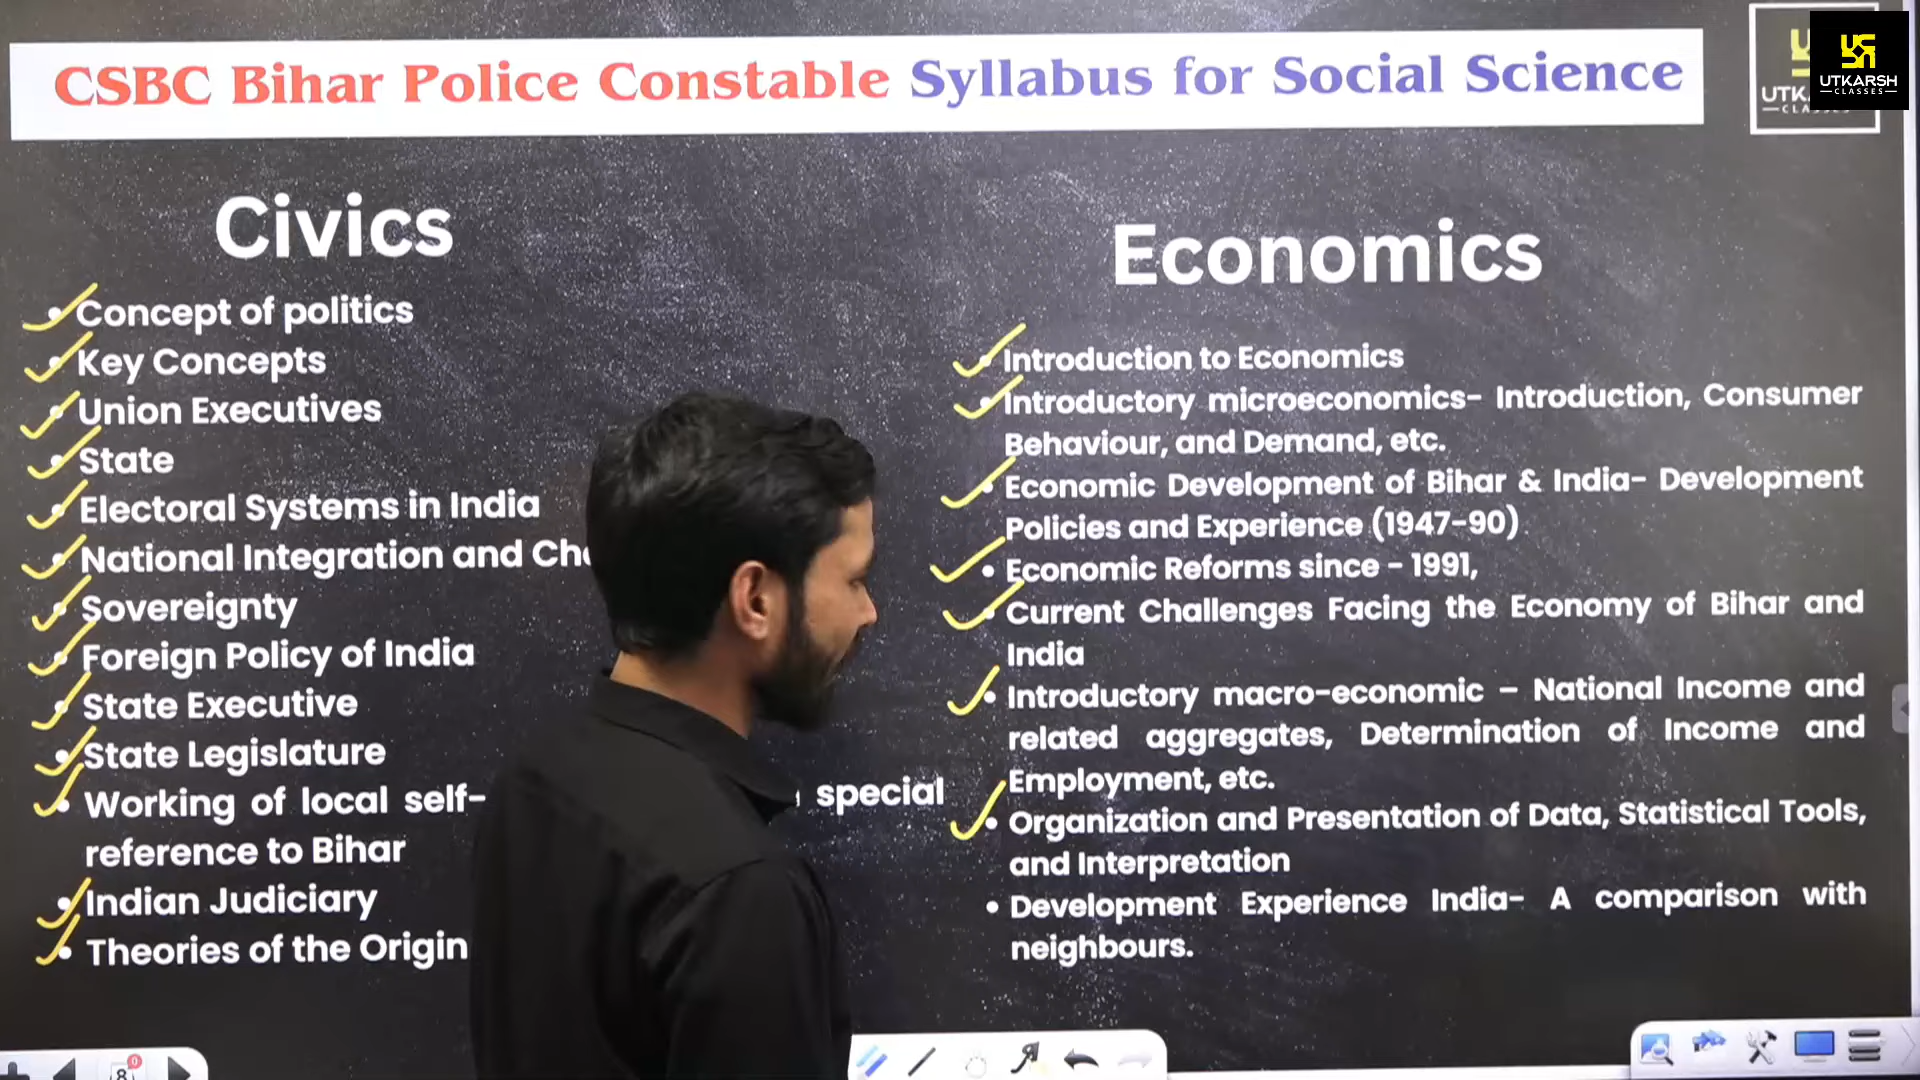 CSBC Bihar Police Constable Syllabus for Social Science
UTKARSH
CLASSES
Civics
Concept of politics
Key Concepts
Union Executives
State
Electoral Systems in India
National Integration and
Sovereignty
Foreign Policy of India
State Executive
State Legislature
Working of local self- special
reference to Bihar
Indian Judiciary
Theories of the Origin
Economics
Introduction to Economics
Introductory microeconomics- Introduction, Consumer
Behaviour, and Demand, etc.
Economic Development of Bihar & India- Development
Policies and Experience (1947-90)
• Economic Reforms since - 1991,
Current Challenges Facing the Economy of Bihar and
India
• Introductory macro-economic – National Income and
related aggregates, Determination of Income and
Employment, etc.
• Organization and Presentation of Data, Statistical Tools,
and Interpretation
• Development Experience India- A comparison with
neighbours.
8
0